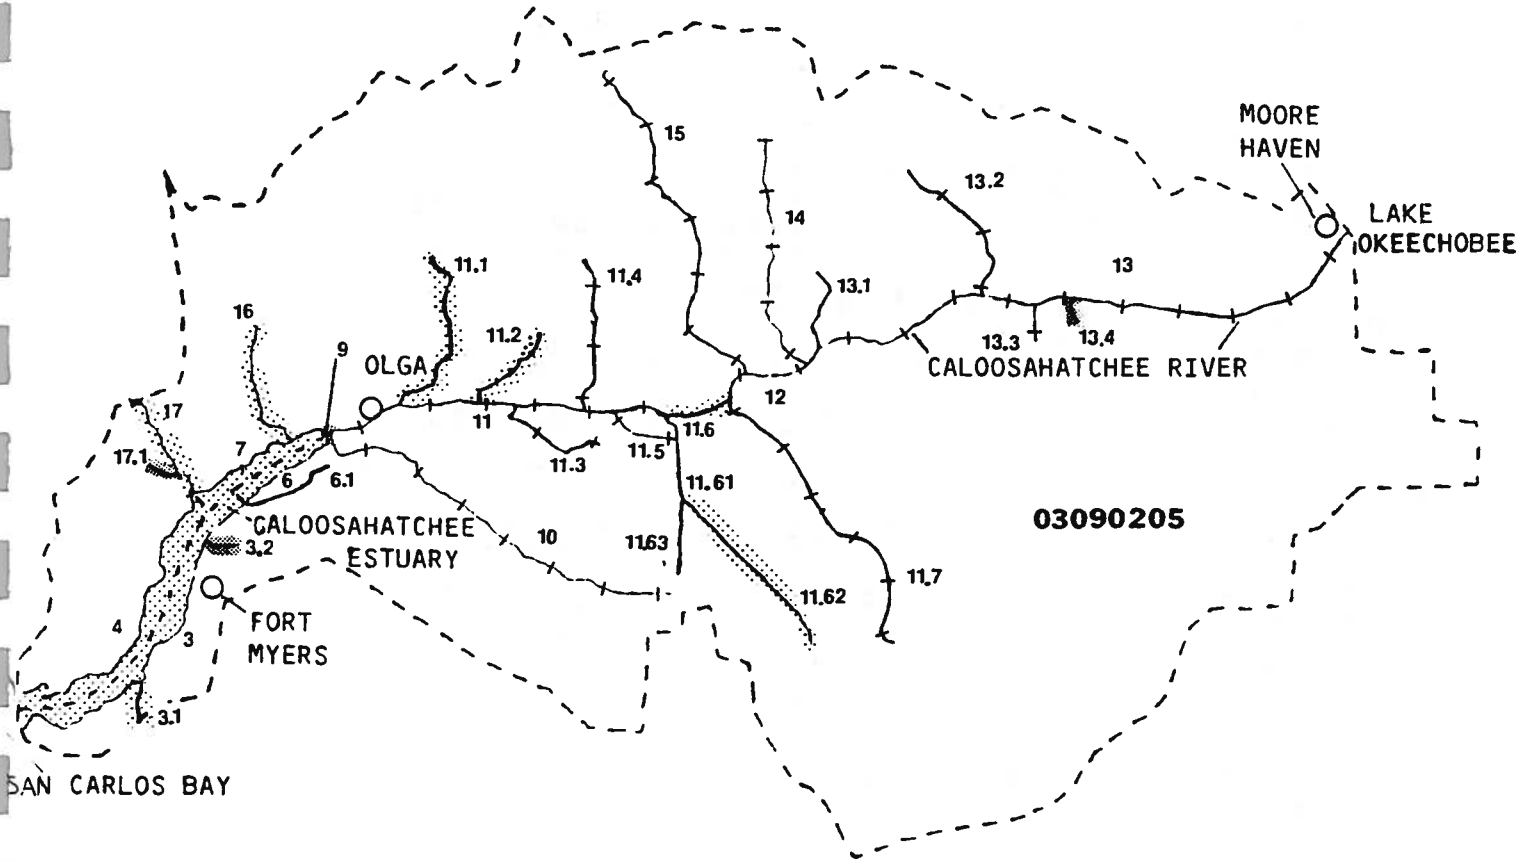 MOORE
HAVEN
15
13.2
LAKE
OKEECHOBEE
14
11.1
11.4
13
13.1
16
11.2
13.3
13.4
9
OLGA
CALOOSAHATCHEE RIVER
12
17
11
11.6
7
11.5
17.1
11.3
6
6.1
11.61
03090205
CALOOSAHATCHEE
ESTUARY
10
11.63
3.2
11.7
11.62
4
FORT
MYERS
3
3.1
SAN CARLOS BAY